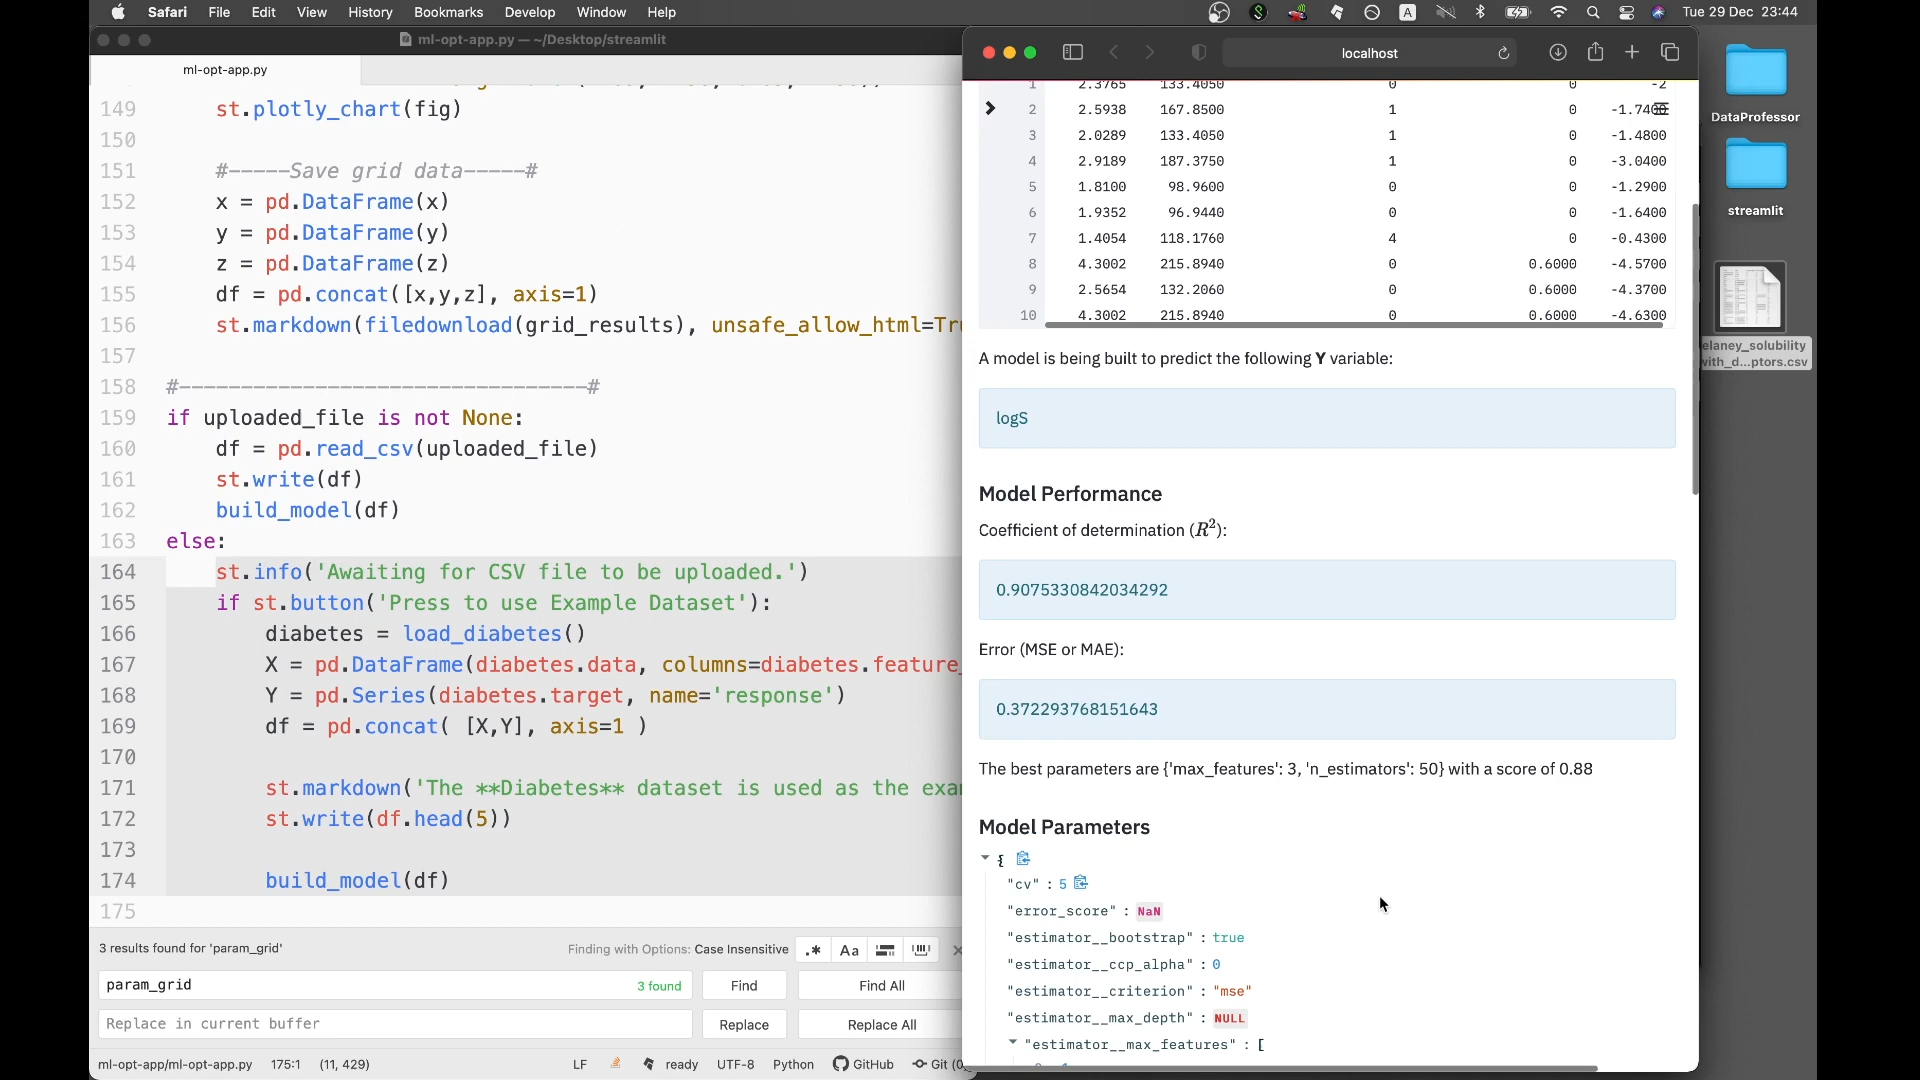 Safari File Edit View History Bookmarks Develop Window Help
A
Tue 29 Dec 23:44
ml-opt-app.py — ~/Desktop/streamlit
ml-opt-app.py
149 st.plotly_chart(fig)
150
151 #-----Save grid data-----#
152 x = pd.DataFrame(x)
153 y = pd.DataFrame(y)
154 z = pd.DataFrame(z)
155 df = pd.concat([x,y,z], axis=1)
156 st.markdown(filedownload(grid_results), unsafe_allow_html=Tr
157
158 #---------------------------------#
159 if uploaded_file is not None:
160 df = pd.read_csv(uploaded_file)
161 st.write(df)
162 build_model(df)
163 else:
164 st.info('Awaiting for CSV file to be uploaded.')
165 if st.button('Press to use Example Dataset'):
166 diabetes = load_diabetes()
167 X = pd.DataFrame(diabetes.data, columns=diabetes.feature_
168 Y = pd.Series(diabetes.target, name='response')
169 df = pd.concat( [X,Y], axis=1 )
170
171 st.markdown('The **Diabetes** dataset is used as the exa
172 st.write(df.head(5))
173
174 build_model(df)
175
3 results found for 'param_grid'
Finding with Options: Case Insensitive
.* Aa
param_grid 3 found Find Find All
Replace in current buffer Replace Replace All
ml-opt-app/ml-opt-app.py 175:1 (11, 429) LF ready UTF-8 Python GitHub Git (0
localhost
1 2.3765 133.4050 0 0 -2
2 2.5938 167.8500 1 0 -1.740
3 2.0289 133.4050 1 0 -1.4800
4 2.9189 187.3750 1 0 -3.0400
5 1.8100 98.9600 0 0 -1.2900
6 1.9352 96.9440 0 0 -1.6400
7 1.4054 118.1760 4 0 -0.4300
8 4.3002 215.8940 0 0.6000 -4.5700
9 2.5654 132.2060 0 0.6000 -4.3700
10 4.3002 215.8940 0 0.6000 -4.6300
A model is being built to predict the following Y variable:
logS
Model Performance
Coefficient of determination (R²):
0.9075330842034292
Error (MSE or MAE):
0.372293768151643
The best parameters are {'max_features': 3, 'n_estimators': 50} with a score of 0.88
Model Parameters
{
"cv" : 5
"error_score" : NaN
"estimator__bootstrap" : true
"estimator__ccp_alpha" : 0
"estimator__criterion" : "mse"
"estimator__max_depth" : NULL
"estimator__max_features" : [
DataProfessor
streamlit
elaney_solubility
with_d...ptors.csv